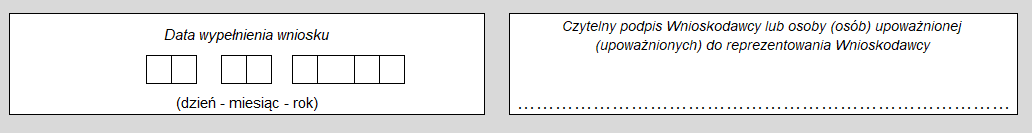 Data wypełnienia wniosku
(dzień - miesiąc - rok)
Czytelny podpis Wnioskodawcy lub osoby (osób) upoważnionej
(upoważnionych) do reprezentowania Wnioskodawcy
……………………………………………………………………………